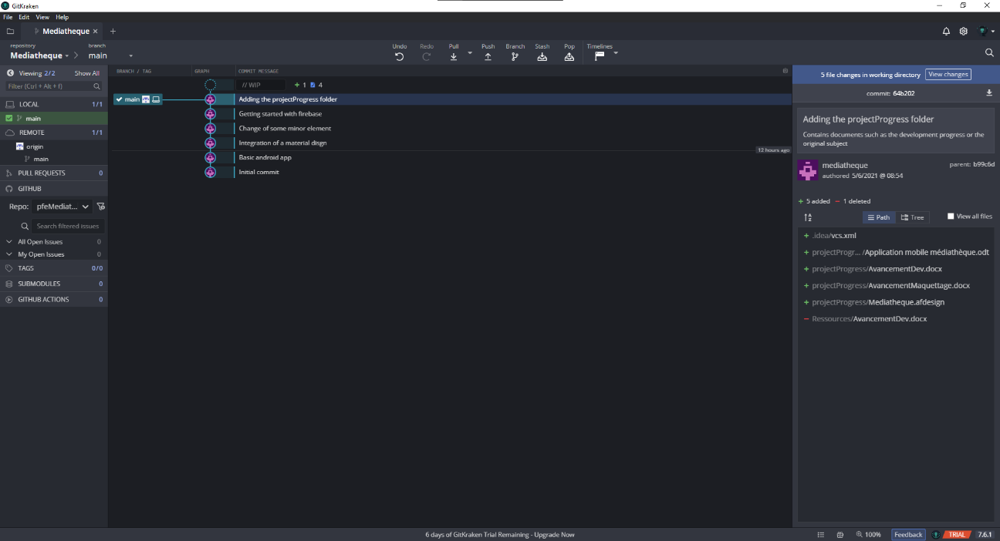 GitKraken
File Edit View Help
Mediatheque
repository
branch
Mediatheque
main
Undo Redo Pull Push Branch Stash Pop Timelines
Viewing 2/2 Show All
Filter (Ctrl + Alt + f)
LOCAL 1/1
main
REMOTE 1/1
origin
main
PULL REQUESTS 0
GITHUB
Repo: pfeMediat...
Search filtered issues
All Open Issues 0
My Open Issues 0
TAGS 0/0
SUBMODULES 0
GITHUB ACTIONS 0
BRANCH / TAG GRAPH COMMIT MESSAGE
// WIP + 1 4
main Adding the projectProgress folder
Getting started with firebase
Change of some minor element
Integration of a material disgn
12 hours ago
Basic android app
Initial commit
5 file changes in working directory View changes
commit: 64b202
Adding the projectProgress folder
Contains documents such as the development progress or the
original subject
mediatheque
authored 5/6/2021 @ 08:54
parent: b99c6d
+ 5 added − 1 deleted
Path Tree View all files
+ .idea/vcs.xml
+ projectProgr... /Application mobile médiathèque.odt
+ projectProgress/AvancementDev.docx
+ projectProgress/AvancementMaquettage.docx
+ projectProgress/Mediatheque.afdesign
− Ressources/AvancementDev.docx
6 days of GitKraken Trial Remaining - Upgrade Now
100% Feedback TRIAL 7.6.1